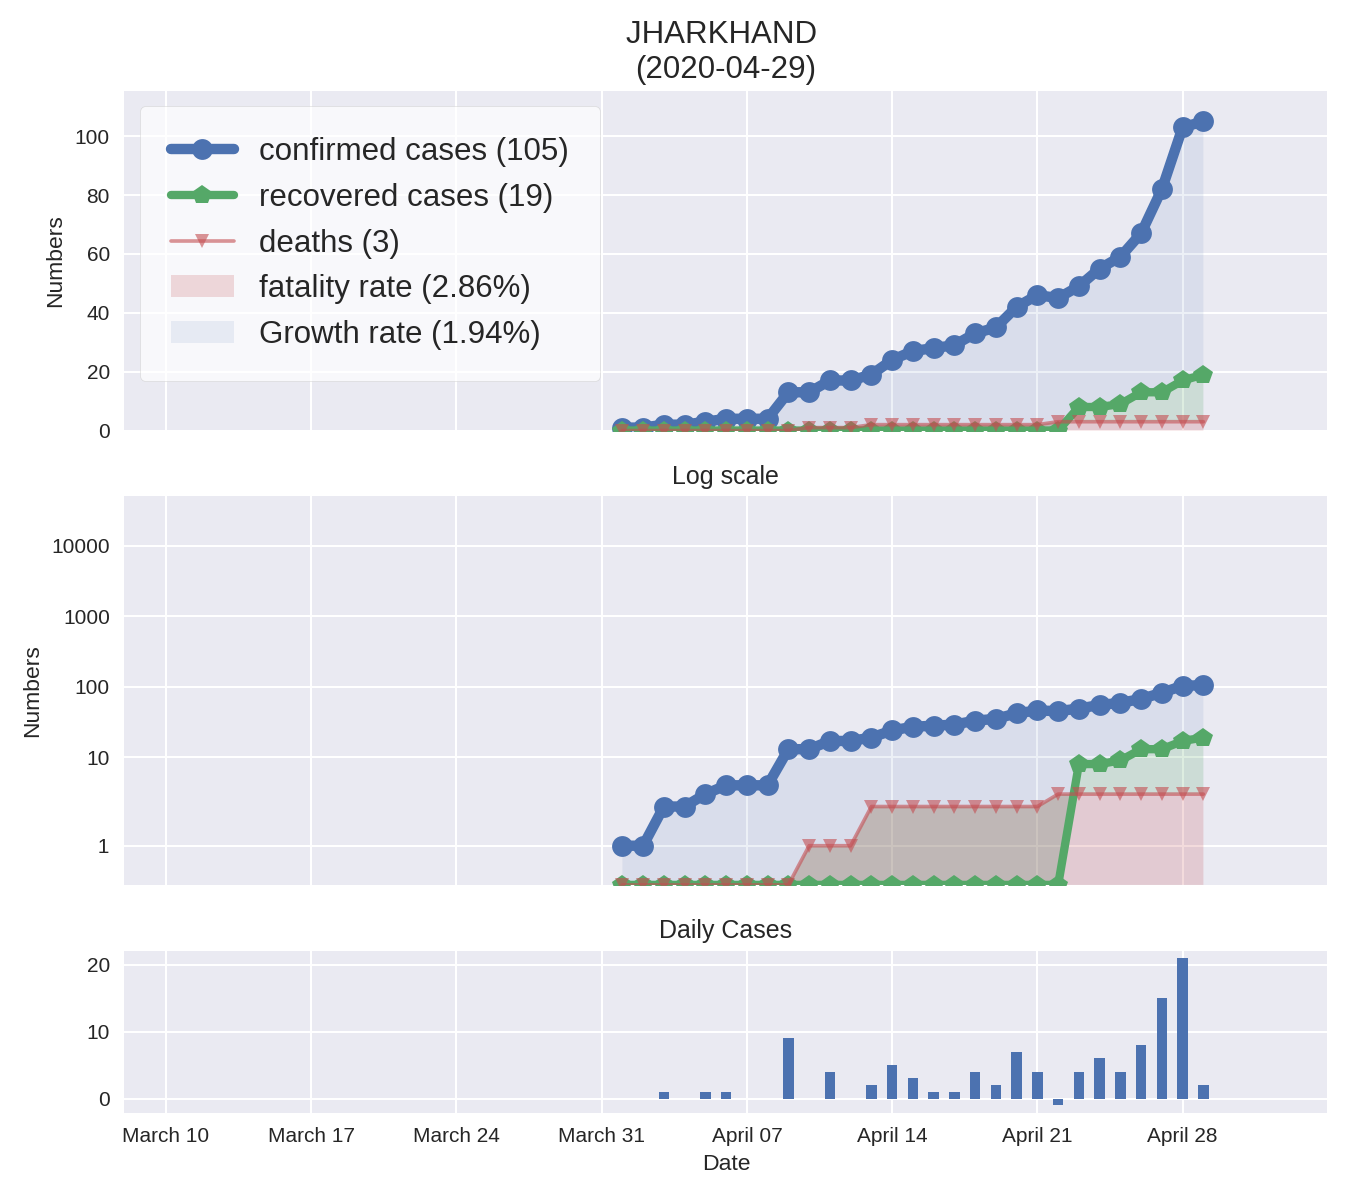 JHARKHAND
(2020-04-29)
confirmed cases (105)
recovered cases (19)
deaths (3)
fatality rate (2.86%)
Growth rate (1.94%)
Numbers
100
80
60
40
20
0
Log scale
Numbers
10000
1000
100
10
1
Daily Cases
20
10
0
March 10 March 17 March 24 March 31 April 07 April 14 April 21 April 28
Date